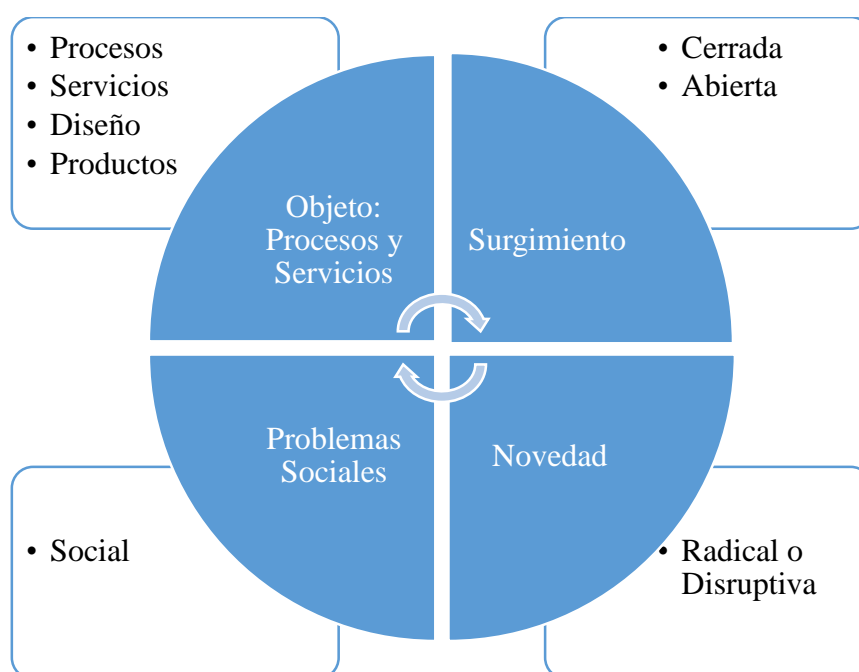 • Procesos
• Servicios
• Diseño
• Productos
• Cerrada
• Abierta
Objeto:
Procesos y
Servicios
Surgimiento
Problemas
Sociales
Novedad
• Social
• Radical o
Disruptiva